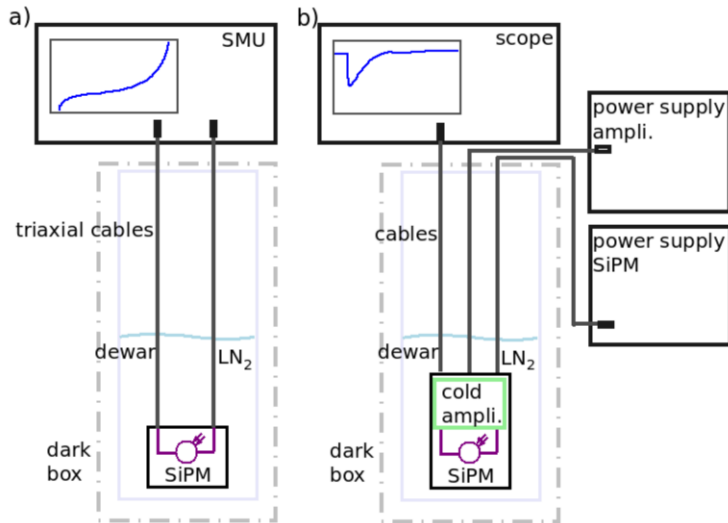 a)
SMU
triaxial cables
dewar
LN2
dark
box
SiPM
b)
scope
power supply
ampli.
power supply
SiPM
cables
dewar
LN2
cold
ampli.
dark
box
SiPM